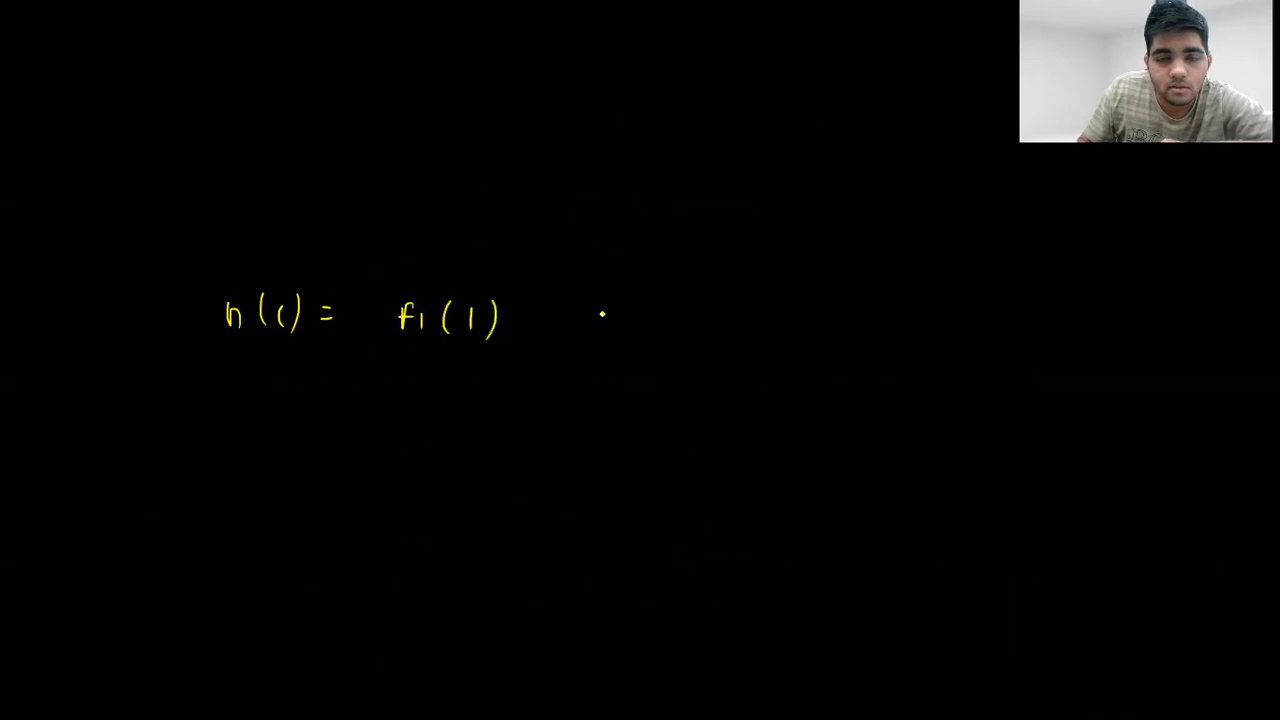 h(1) = f1(1)